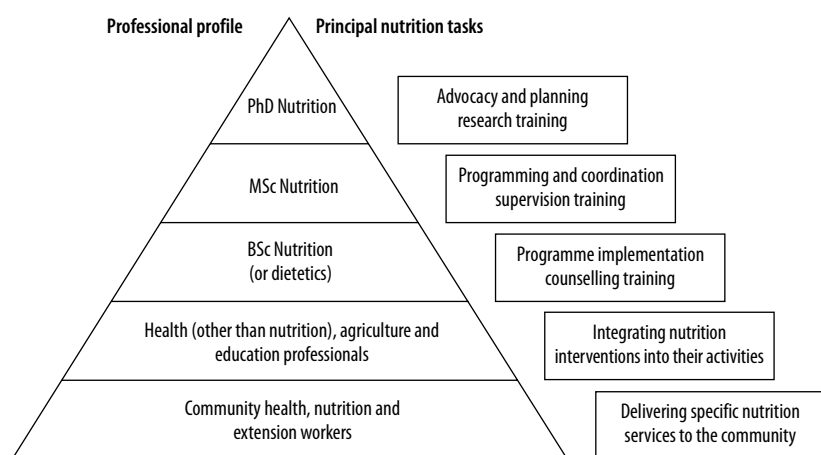 Professional profile
Principal nutrition tasks
PhD Nutrition
Advocacy and planning
research training
MSc Nutrition
Programming and coordination
supervision training
BSc Nutrition
(or dietetics)
Programme implementation
counselling training
Health (other than nutrition), agriculture and
education professionals
Integrating nutrition
interventions into their activities
Community health, nutrition and
extension workers
Delivering specific nutrition
services to the community